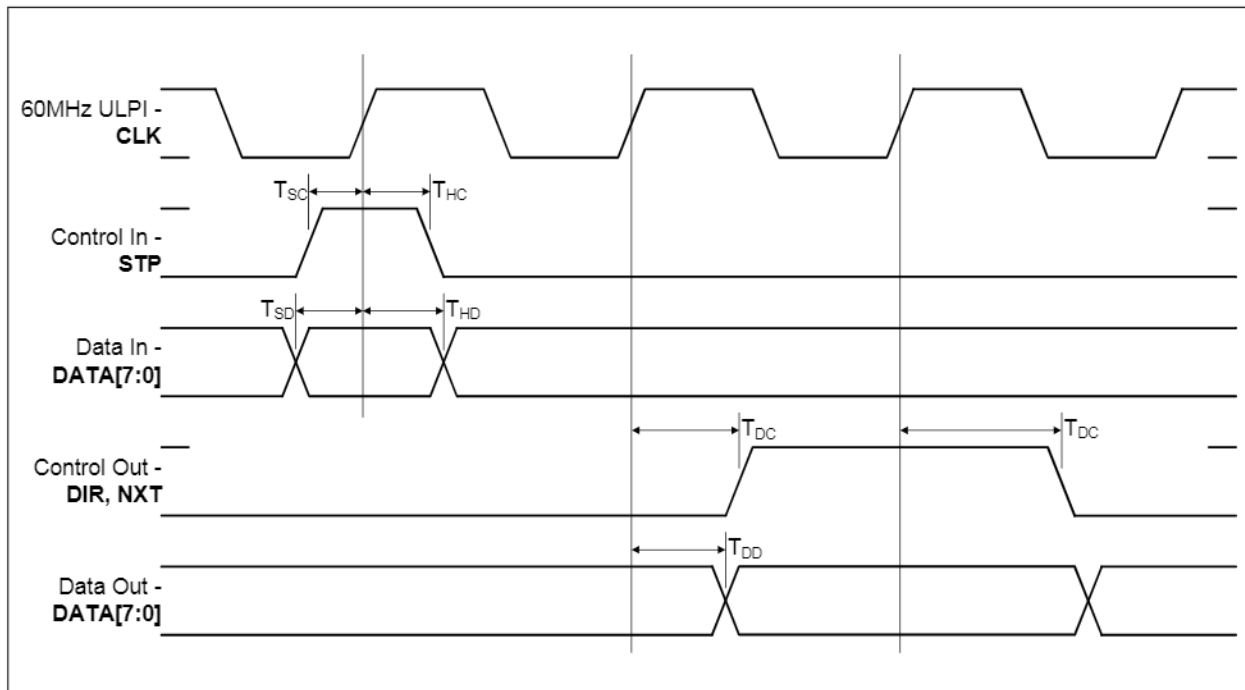 60MHz ULPI -
CLK
TSC THC
Control In -
STP
TSD THD
Data In -
DATA[7:0]
TDC TDC
Control Out -
DIR, NXT
TDD
Data Out -
DATA[7:0]